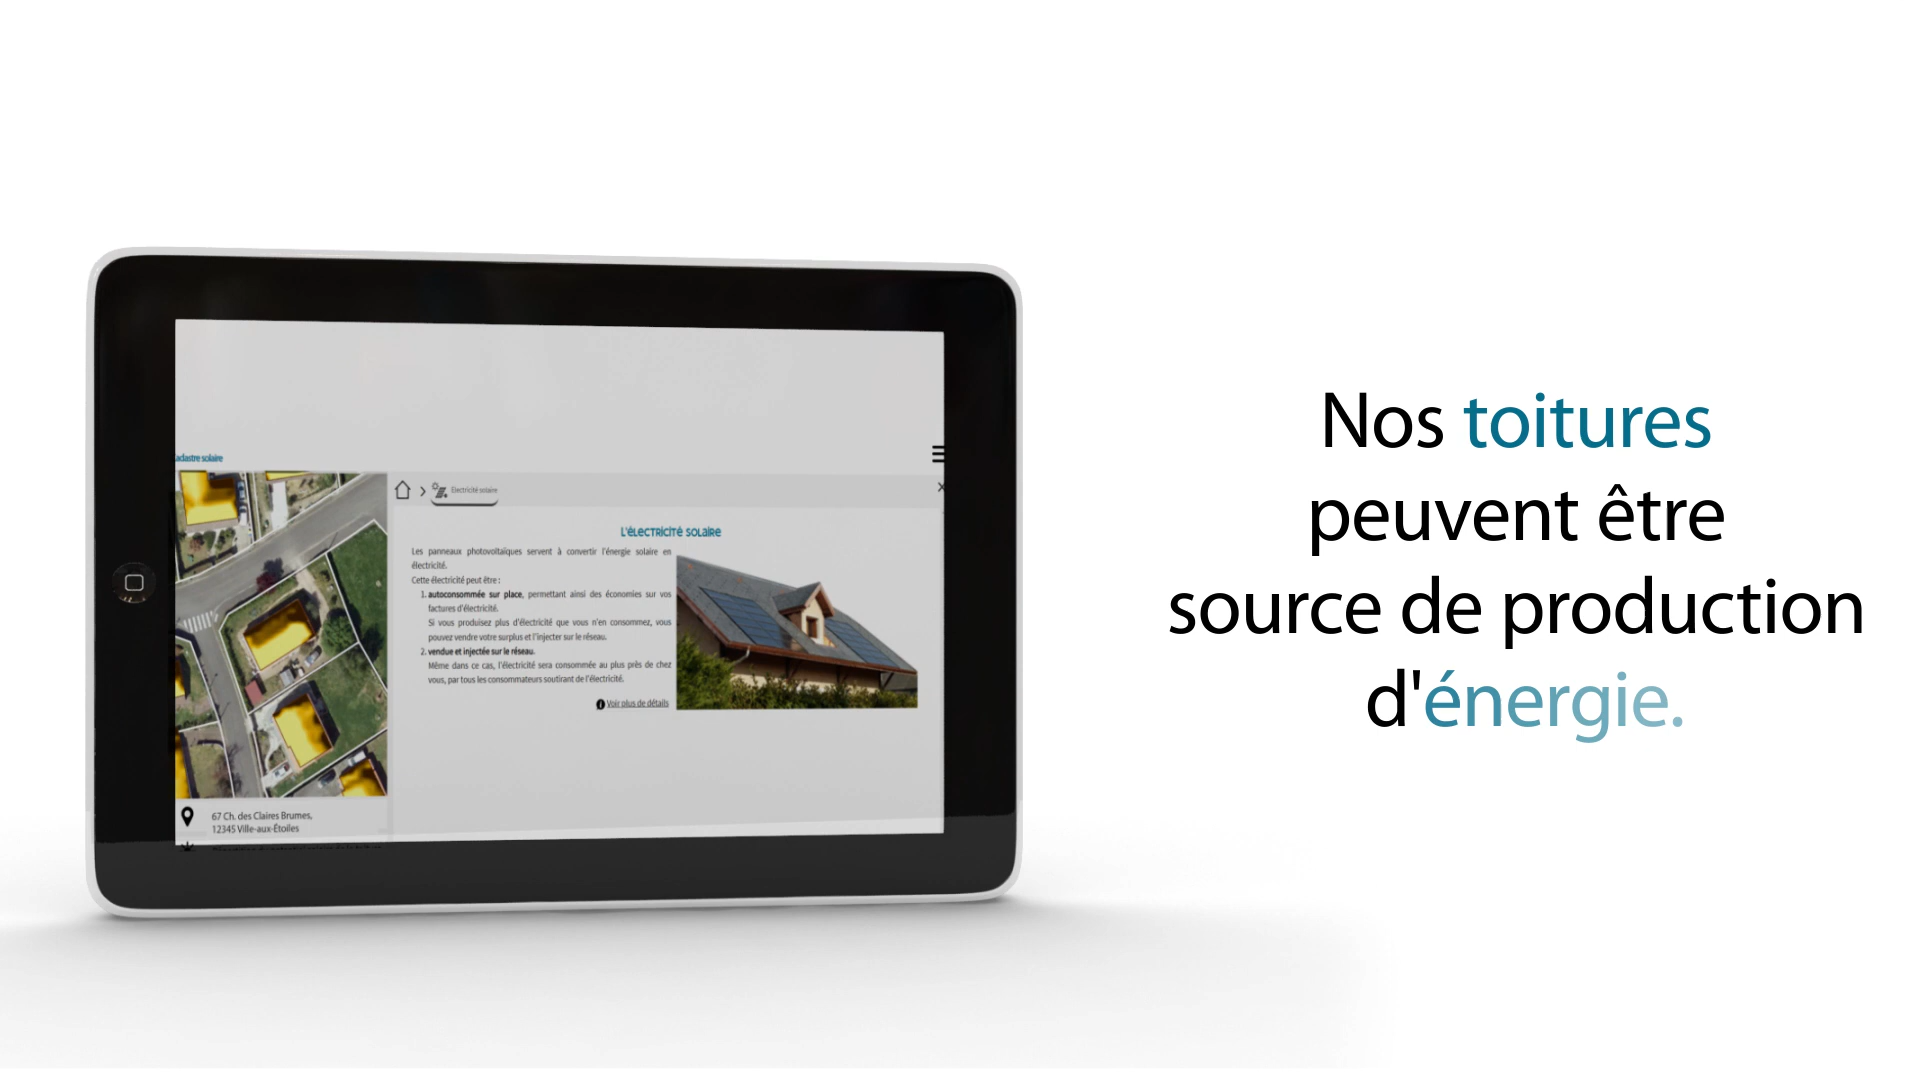 adastre solaire
Electricité solaire
L'électricité solaire
Les panneaux photovoltaïques servent à convertir l'énergie solaire en
électricité.
Cette électricité peut être :
1. autoconsommée sur place, permettant ainsi des économies sur vos
factures d'électricité.
Si vous produisez plus d'électricité que vous n'en consommez, vous
pouvez vendre votre surplus et l'injecter sur le réseau.
2. vendue et injectée sur le réseau.
Même dans ce cas, l'électricité sera consommée au plus près de chez
vous, par tous les consommateurs soutirant de l'électricité.
Voir plus de détails
67 Ch. des Claires Brumes,
12345 Ville-aux-Étoiles
Nos toitures
peuvent être
source de production
d'énergie.